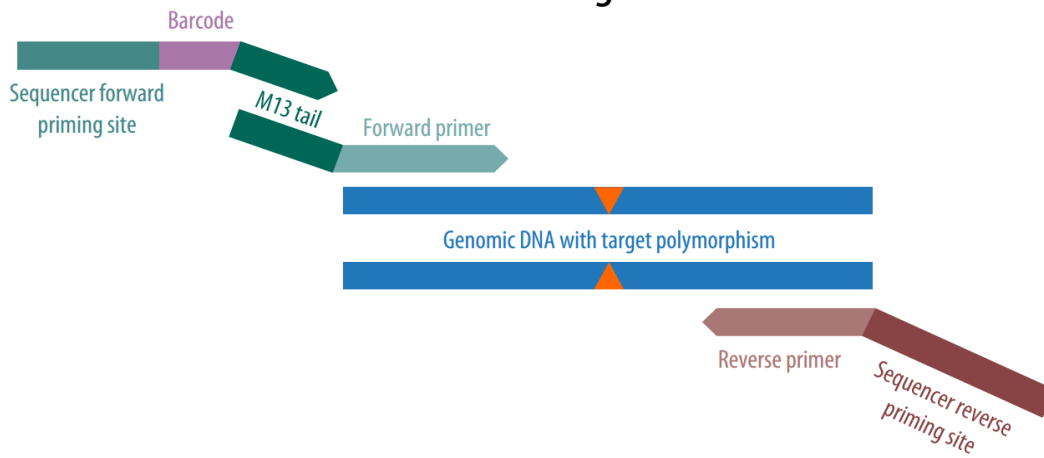 Barcode
Sequencer forward
priming site
M13 tail
Forward primer
Genomic DNA with target polymorphism
Reverse primer
Sequencer reverse
priming site